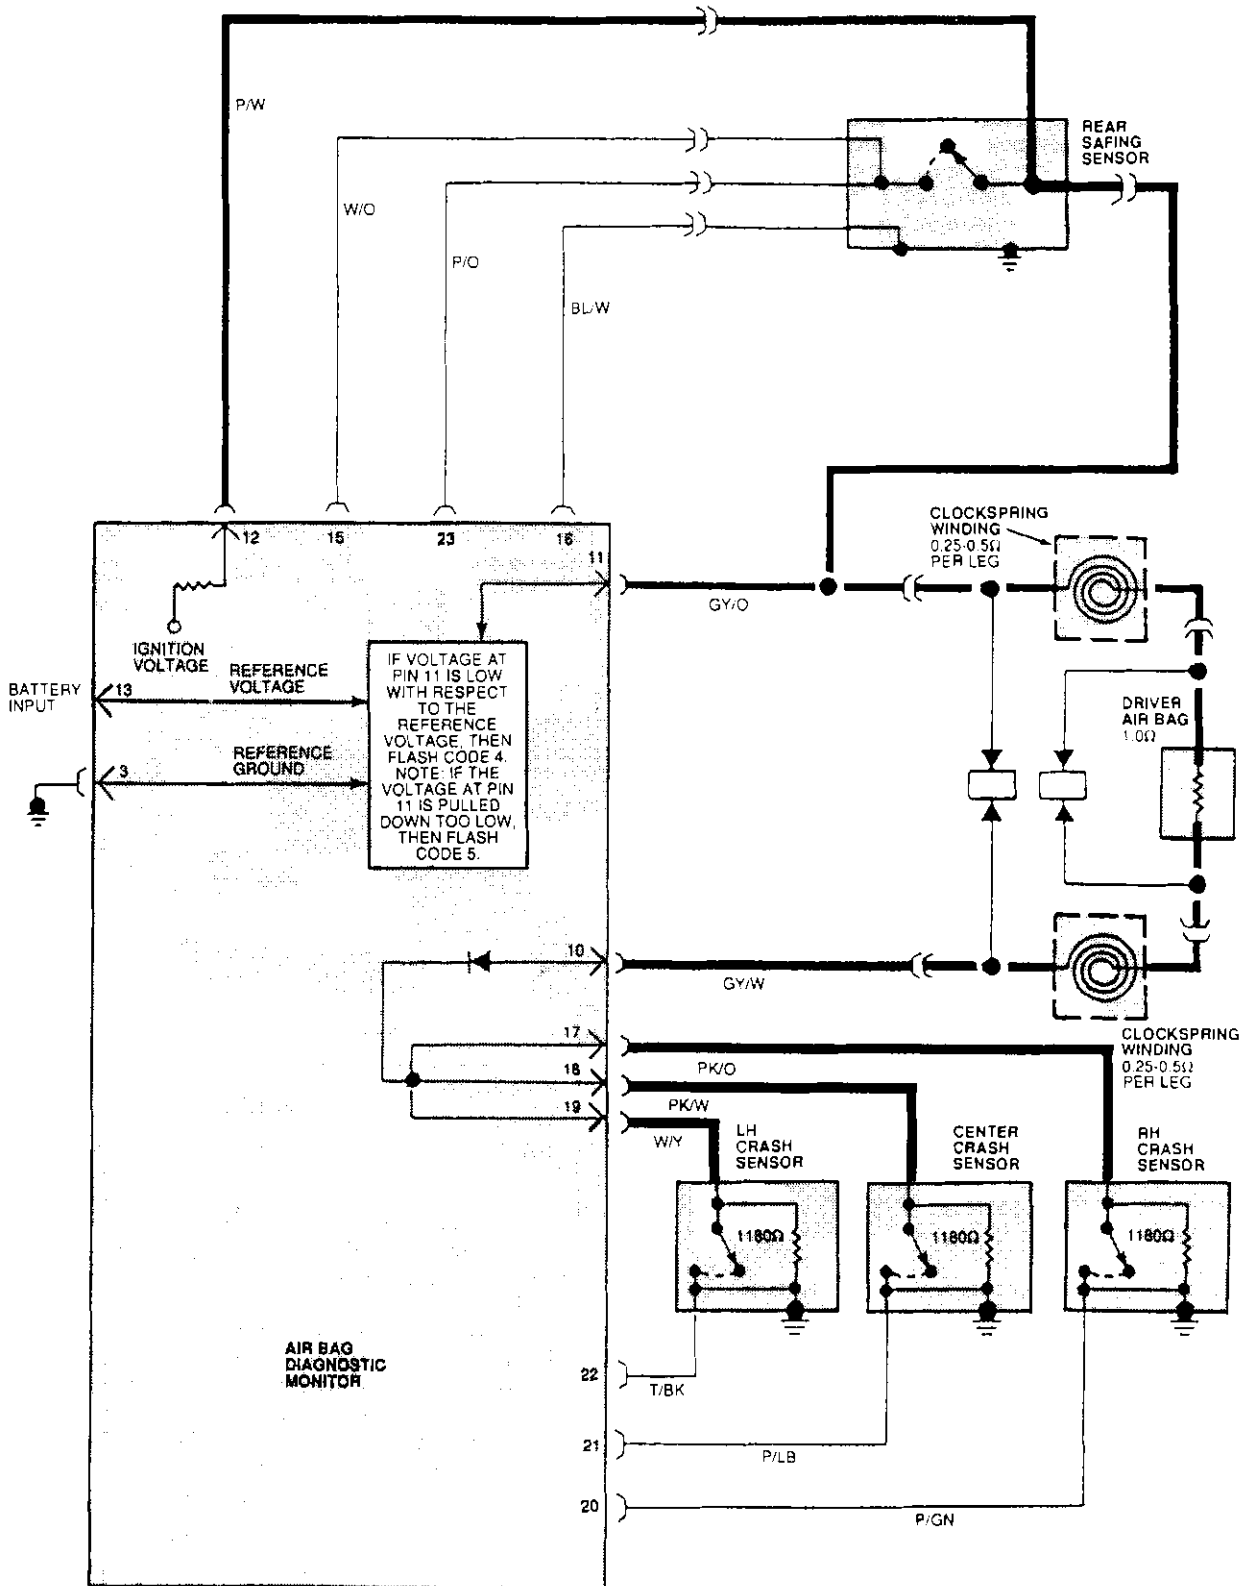 P/W
REAR
SAFING
SENSOR
W/O
P/O
BL/W
12
15
23
16
11
CLOCKSPRING
WINDING
0.25-0.5Ω
PER LEG
GY/O
IGNITION
VOLTAGE
BATTERY
INPUT
13
REFERENCE
VOLTAGE
3
REFERENCE
GROUND
IF VOLTAGE AT
PIN 11 IS LOW
WITH RESPECT
TO THE
REFERENCE
VOLTAGE, THEN
FLASH CODE 4.
NOTE: IF THE
VOLTAGE AT PIN
11 IS PULLED
DOWN TOO LOW,
THEN FLASH
CODE 5.
DRIVER
AIR BAG
1.0Ω
10
GY/W
CLOCKSPRING
WINDING
0.25-0.5Ω
PER LEG
17
PK/O
18
PK/W
19
W/Y
LH
CRASH
SENSOR
CENTER
CRASH
SENSOR
RH
CRASH
SENSOR
1180Ω
1180Ω
1180Ω
AIR BAG
DIAGNOSTIC
MONITOR
22
T/BK
21
P/LB
20
P/GN